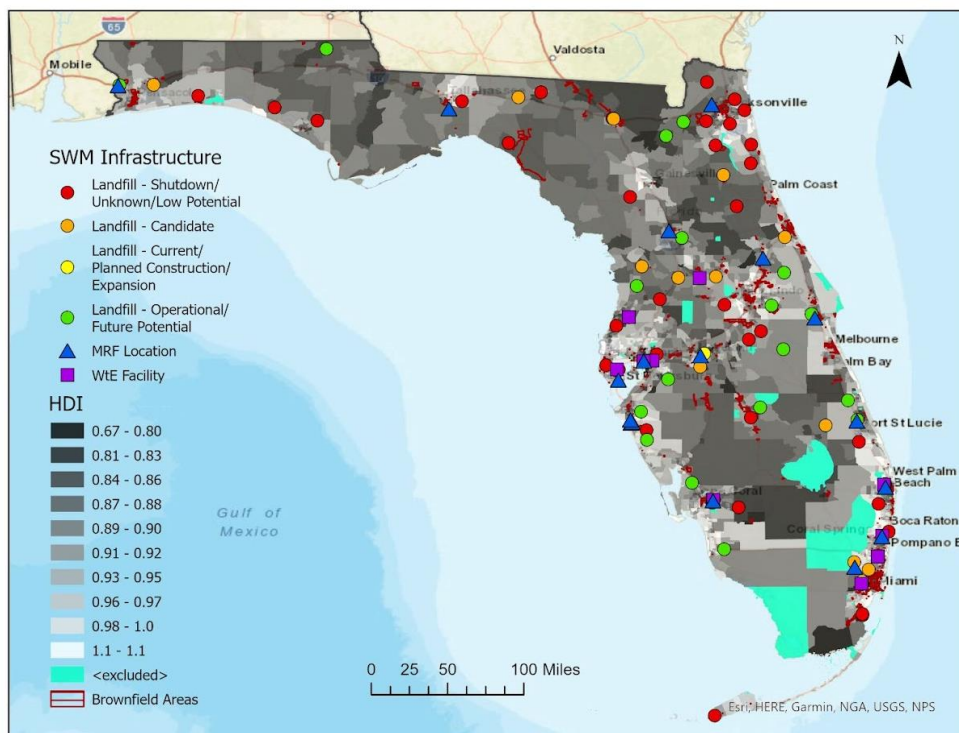 65
Mobile
Valdosta
N
Tallahassee
ksonville
SWM Infrastructure
Landfill - Shutdown/
Unknown/Low Potential
Landfill - Candidate
Landfill - Current/
Planned Construction/
Expansion
Landfill - Operational/
Future Potential
MRF Location
WtE Facility
Palm Coast
Melbourne
Palm Bay
HDI
0.67 - 0.80
0.81 - 0.83
0.84 - 0.86
0.87 - 0.88
0.89 - 0.90
0.91 - 0.92
0.93 - 0.95
0.96 - 0.97
0.98 - 1.0
1.1 - 1.1
<excluded>
Brownfield Areas
Gulf of
Mexico
ort St Lucie
West Palm
Beach
Boca Raton
Coral Spring
Pompano B
Miami
0 25 50 100 Miles
Esri, HERE, Garmin, NGA, USGS, NPS